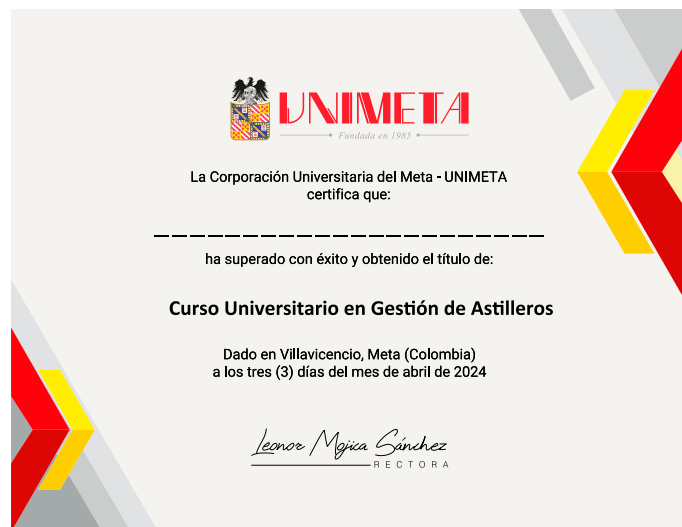 UNIMETA
Fundada en 1985
La Corporación Universitaria del Meta - UNIMETA
certifica que:
ha superado con éxito y obtenido el título de:
Curso Universitario en Gestión de Astilleros
Dado en Villavicencio, Meta (Colombia)
a los tres (3) días del mes de abril de 2024
Leonor Mojica Sánchez
RECTORA